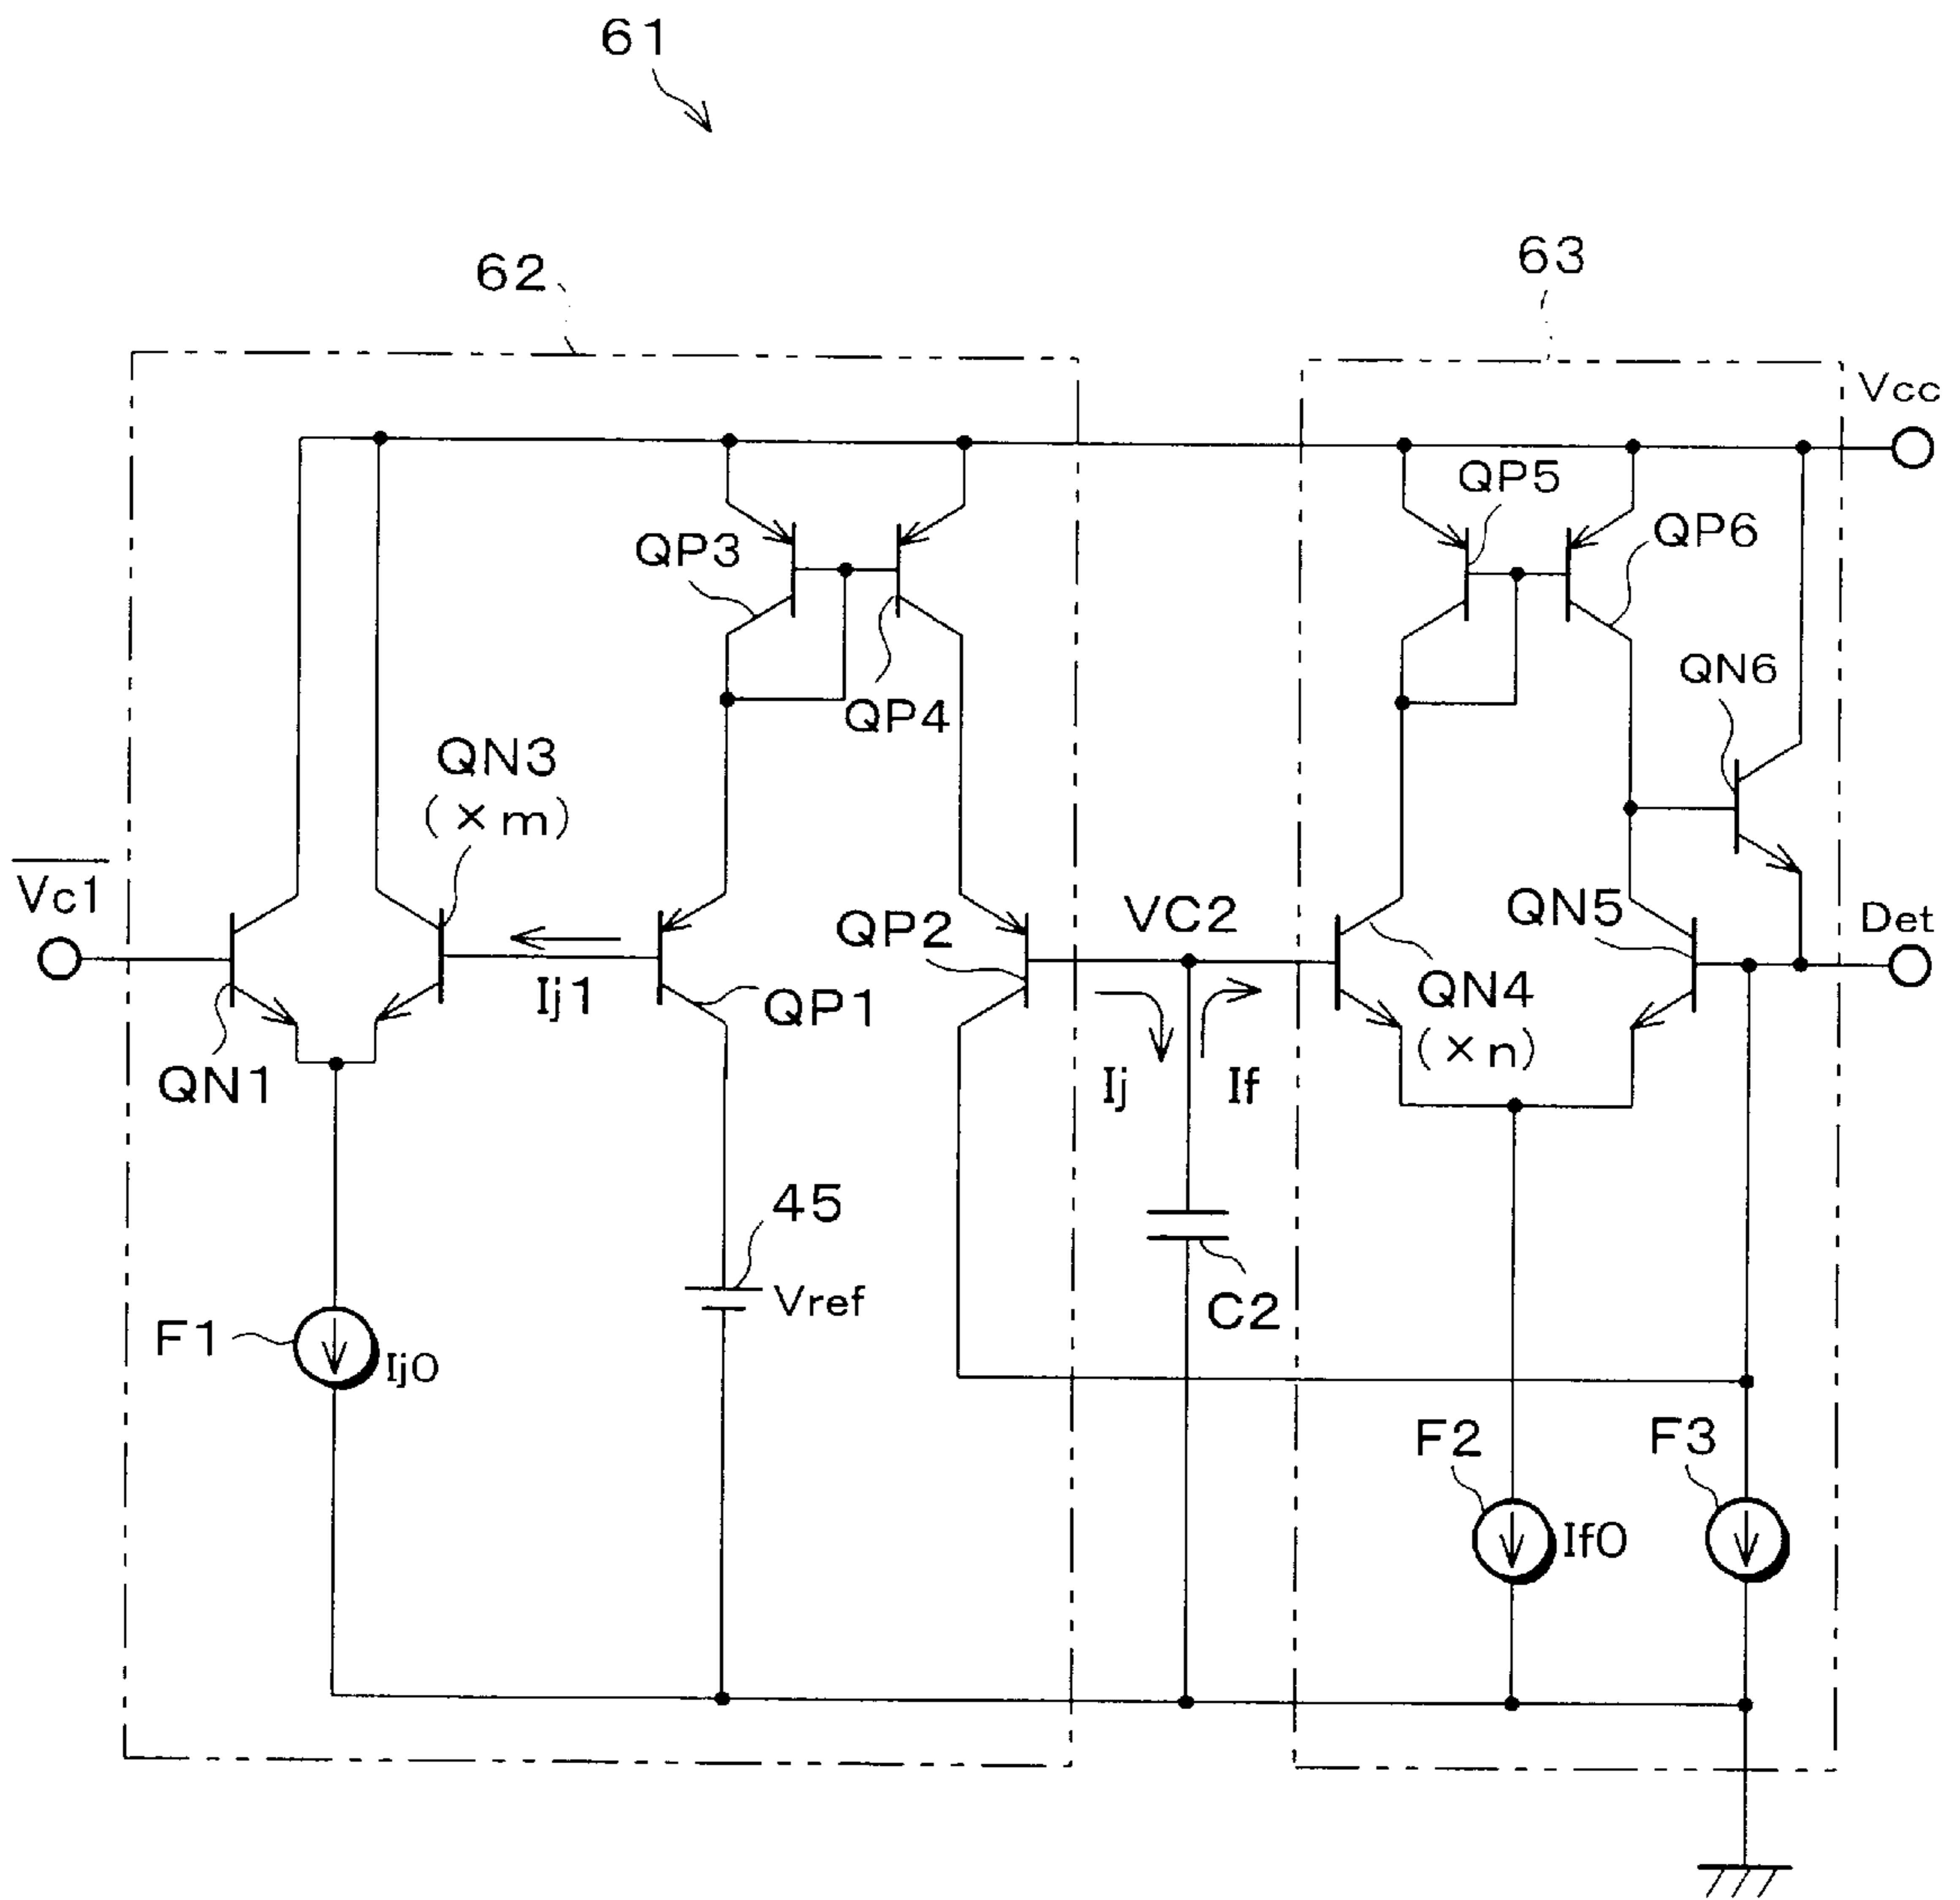 61
62
63
Vcc
QP5
QP3
QP6
QN6
QP4
QN3
(×m)
Vc1
QP2
VC2
QN5
Det
Ij1
QP1
QN4
(×n)
QN1
Ij
If
45
Vref
C2
F1
Ij0
F2
F3
If0